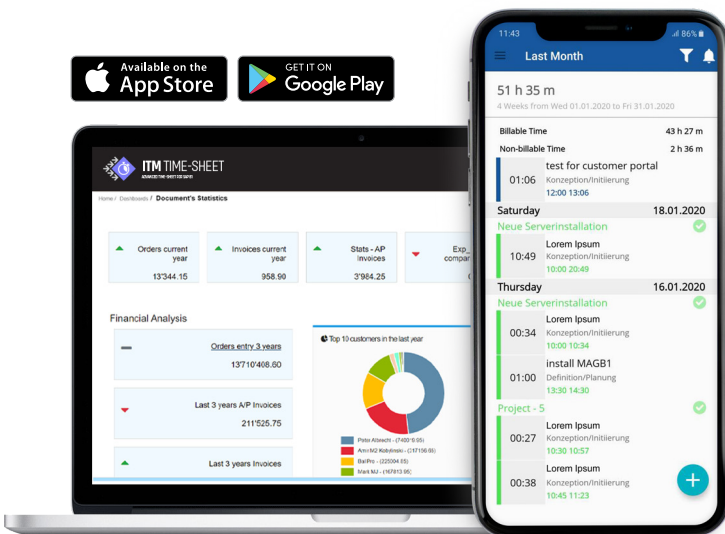 Available on the
App Store
GET IT ON
Google Play
ITM TIME-SHEET
Home / Dashboards / Document's Statistics
Orders current year
13'344.15
Invoices current year
958.90
Stats - AP Invoices
3'984.25
Exp_
compar
Financial Analysis
Orders entry 3 years
13'710'408.60
Last 3 years A/P Invoices
211'525.75
Last 3 years Invoices
Top 10 customers in the last year
11:43
86%
Last Month
51 h 35 m
4 Weeks from Wed 01.01.2020 to Fri 31.01.2020
Billable Time 43 h 27 m
Non-billable Time 2 h 36 m
test for customer portal
01:06 Konzeption/Initiierung
12:00 13:06
Saturday 18.01.2020
Neue Serverinstallation
Lorem Ipsum
10:49 Konzeption/Initiierung
10:00 20:49
Thursday 16.01.2020
Neue Serverinstallation
Lorem Ipsum
00:34 Konzeption/Initiierung
10:00 10:34
install MAGB1
01:00 Definition/Planung
13:30 14:30
Project - 5
Lorem Ipsum
00:27 Konzeption/Initiierung
10:30 10:57
Lorem Ipsum
00:38 Konzeption/Initiierung
10:45 11:23